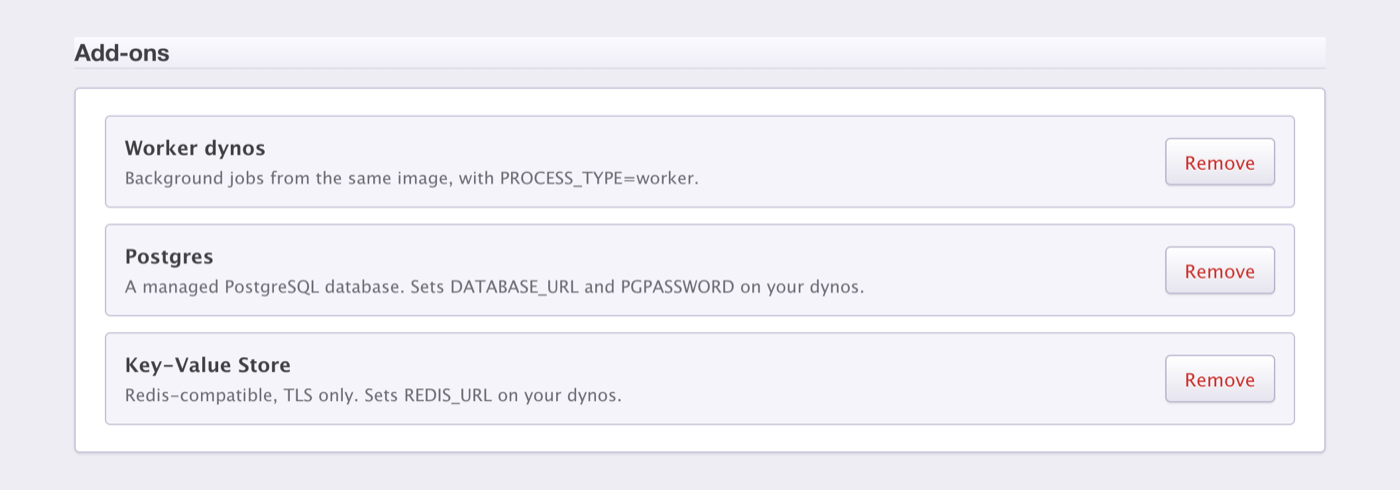 Add-ons
Worker dynos
Background jobs from the same image, with PROCESS_TYPE=worker.
Remove
Postgres
A managed PostgreSQL database. Sets DATABASE_URL and PGPASSWORD on your dynos.
Remove
Key-Value Store
Redis-compatible, TLS only. Sets REDIS_URL on your dynos.
Remove